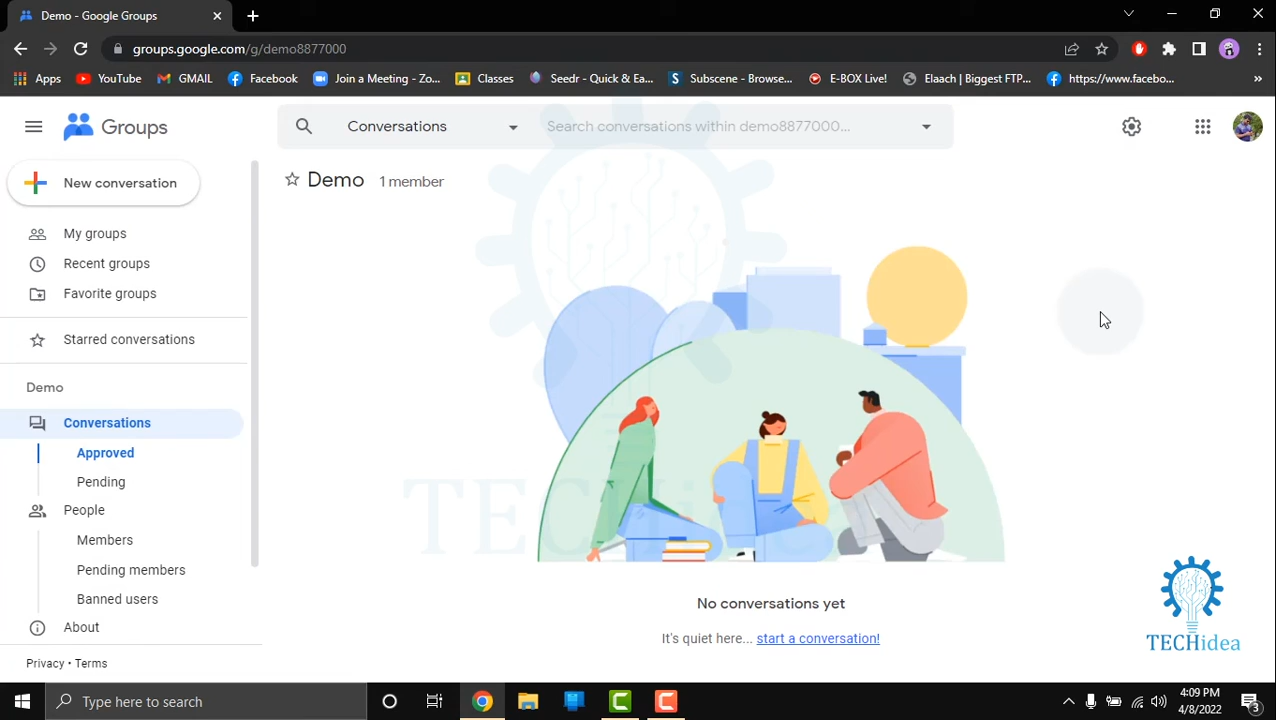 Demo - Google Groups
groups.google.com/g/demo8877000
Apps YouTube GMAIL Facebook Join a Meeting - Zo... Classes Seedr - Quick & Ea... Subscene - Browse... E-BOX Live! Elaach | Biggest FTP... https://www.facebo... »
Groups
Conversations
Search conversations within demo8877000...
New conversation
Demo 1 member
My groups
Recent groups
Favorite groups
Starred conversations
Demo
Conversations
Approved
Pending
People
Members
Pending members
Banned users
About
Privacy • Terms
TECHidea
No conversations yet
It's quiet here... start a conversation!
TECHidea
Type here to search
4:09 PM
4/8/2022
3